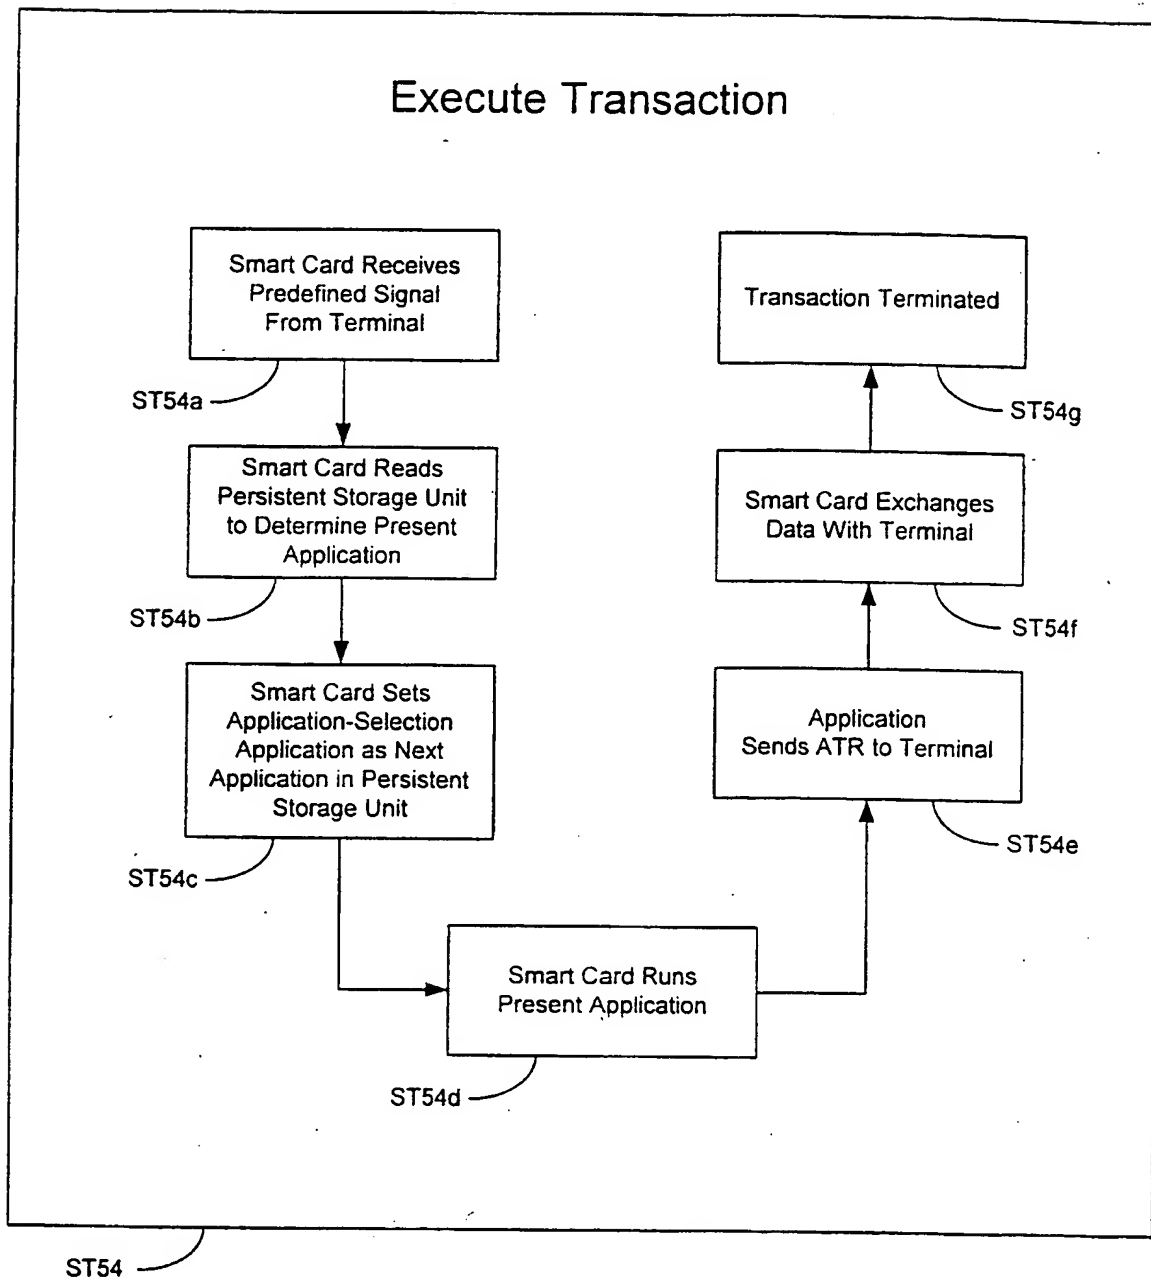 Execute Transaction
Smart Card Receives
Predefined Signal
From Terminal
ST54a
Smart Card Reads
Persistent Storage Unit
to Determine Present
Application
ST54b
Smart Card Sets
Application-Selection
Application as Next
Application in Persistent
Storage Unit
ST54c
Smart Card Runs
Present Application
ST54d
Application
Sends ATR to Terminal
ST54e
Smart Card Exchanges
Data With Terminal
ST54f
Transaction Terminated
ST54g
ST54